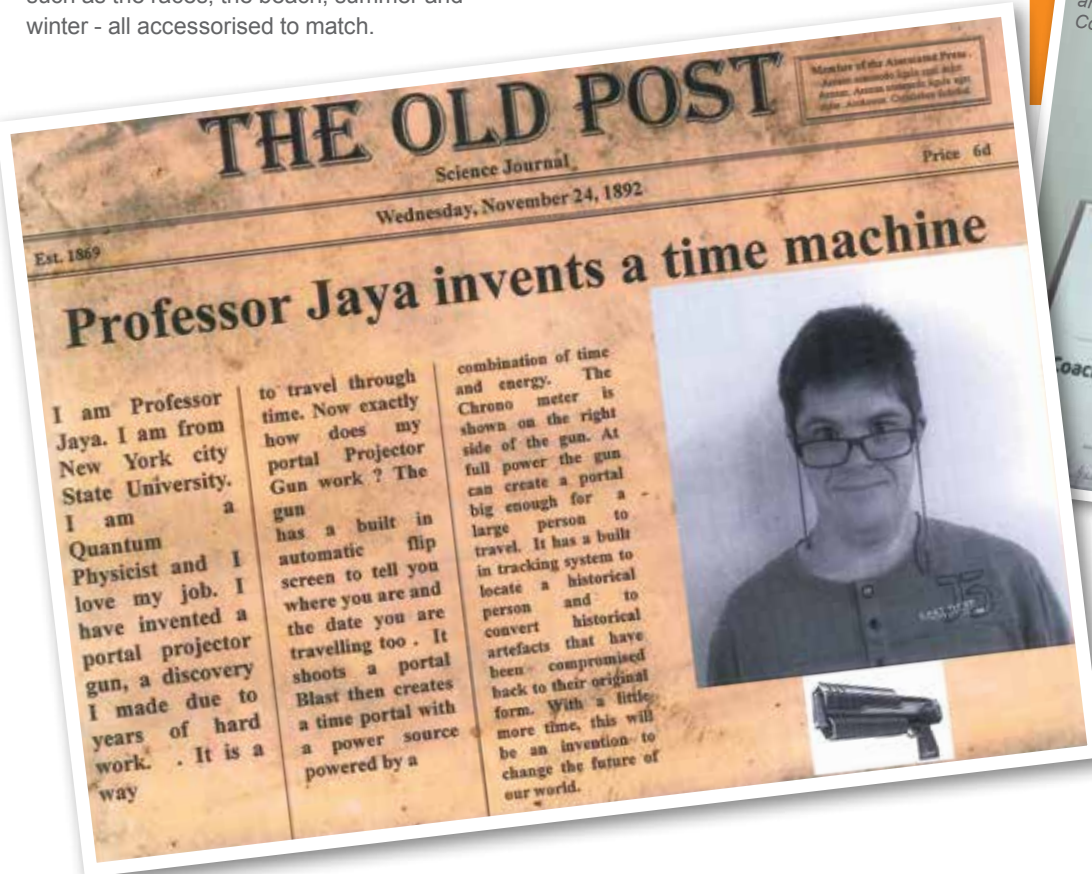 such as the races, the beach, summer and
winter - all accessorised to match.
THE OLD POST
Member of the Associated Press .
Science Journal
Price 6d
Wednesday, November 24, 1892
Est. 1869
Professor Jaya invents a time machine
I am Professor
Jaya. I am from
New York city
State University.
I am a
Quantum
Physicist and I
love my job. I
have invented a
portal projector
gun, a discovery
I made due to
years of hard
work. . It is a
way
to travel through
time. Now exactly
how does my
portal Projector
Gun work ? The
gun
has a built in
automatic flip
screen to tell you
where you are and
the date you are
travelling too . It
shoots a portal
Blast then creates
a time portal with
a power source
powered by a
combination of time
and energy. The
Chrono meter is
shown on the right
side of the gun. At
full power the gun
can create a portal
big enough for a
large person to
travel. It has a built
in tracking system to
locate a historical
person and to
convert historical
artefacts that have
been compromised
back to their original
form. With a little
more time, this will
be an invention to
change the future of
our world.
75